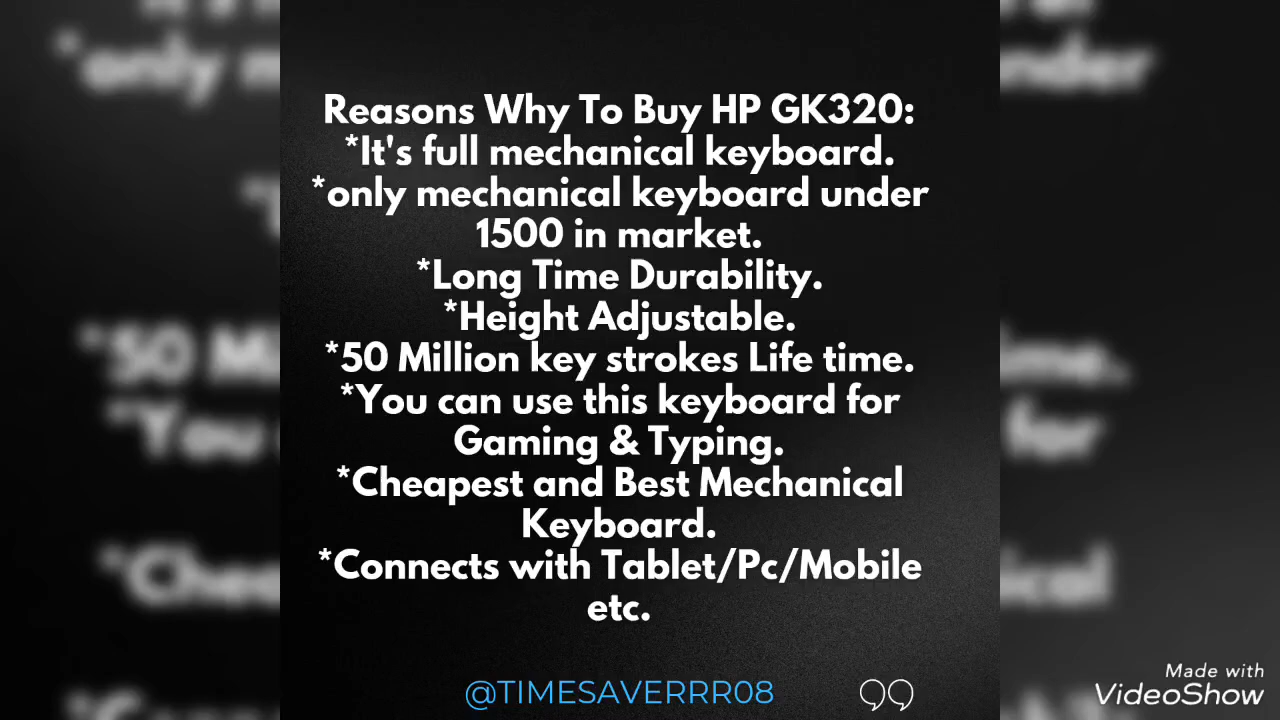 Reasons Why To Buy HP GK320:
*It's full mechanical keyboard.
*only mechanical keyboard under
1500 in market.
*Long Time Durability.
*Height Adjustable.
*50 Million key strokes Life time.
*You can use this keyboard for
Gaming & Typing.
*Cheapest and Best Mechanical
Keyboard.
*Connects with Tablet/Pc/Mobile
etc.
@TIMESAVERRR08
Made with
VideoShow